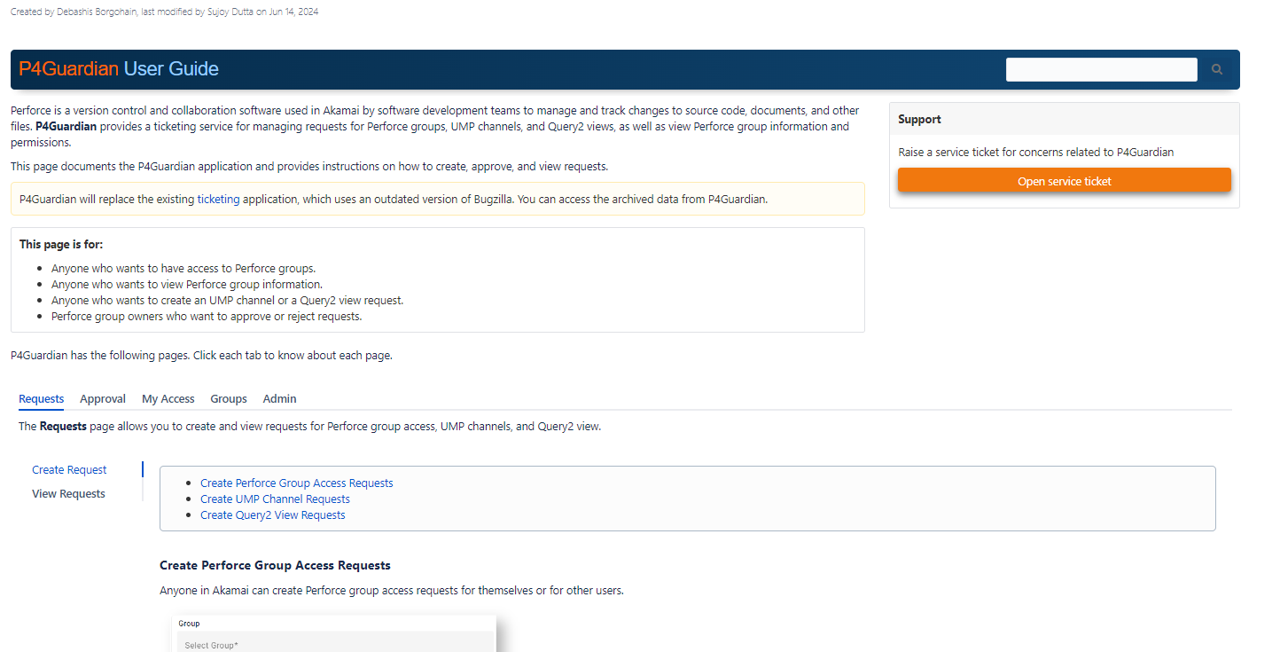 Created by Debashis Borgohain, last modified by Sujoy Dutta on Jun 14, 2024
P4Guardian User Guide
Perforce is a version control and collaboration software used in Akamai by software development teams to manage and track changes to source code, documents, and other
files. P4Guardian provides a ticketing service for managing requests for Perforce groups, UMP channels, and Query2 views, as well as view Perforce group information and
permissions.
This page documents the P4Guardian application and provides instructions on how to create, approve, and view requests.
P4Guardian will replace the existing ticketing application, which uses an outdated version of Bugzilla. You can access the archived data from P4Guardian.
Support
Raise a service ticket for concerns related to P4Guardian
Open service ticket
This page is for:
• Anyone who wants to have access to Perforce groups.
• Anyone who wants to view Perforce group information.
• Anyone who wants to create an UMP channel or a Query2 view request.
• Perforce group owners who want to approve or reject requests.
P4Guardian has the following pages. Click each tab to know about each page.
Requests Approval My Access Groups Admin
The Requests page allows you to create and view requests for Perforce group access, UMP channels, and Query2 view.
Create Request
View Requests
• Create Perforce Group Access Requests
• Create UMP Channel Requests
• Create Query2 View Requests
Create Perforce Group Access Requests
Anyone in Akamai can create Perforce group access requests for themselves or for other users.
Group
Select Group*